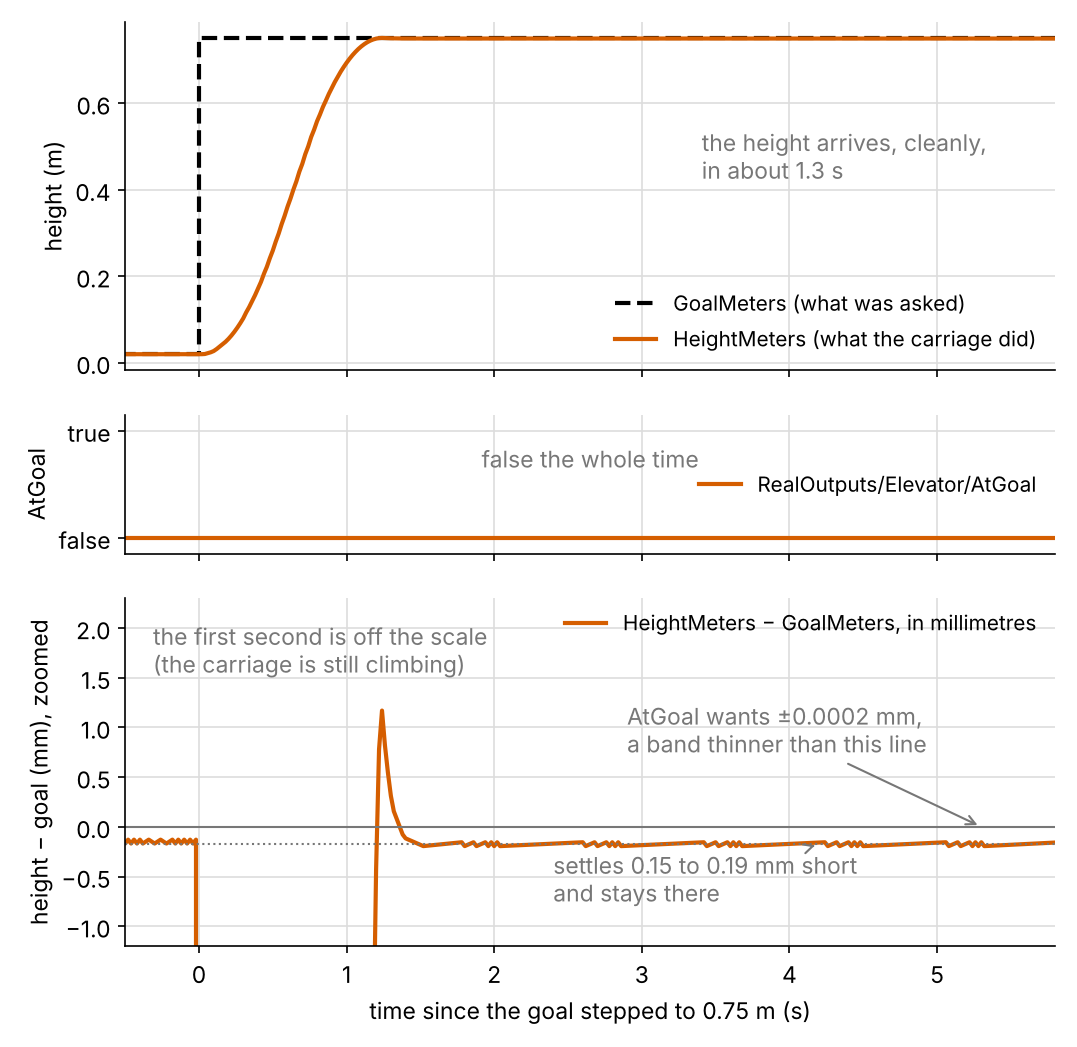 height (m)
0.6
0.4
0.2
0.0
the height arrives, cleanly,
in about 1.3 s
GoalMeters (what was asked)
HeightMeters (what the carriage did)
AtGoal
true
false
false the whole time
RealOutputs/Elevator/AtGoal
height − goal (mm), zoomed
2.0
1.5
1.0
0.5
0.0
−0.5
−1.0
the first second is off the scale
(the carriage is still climbing)
HeightMeters − GoalMeters, in millimetres
AtGoal wants ±0.0002 mm,
a band thinner than this line
settles 0.15 to 0.19 mm short
and stays there
0 1 2 3 4 5
time since the goal stepped to 0.75 m (s)